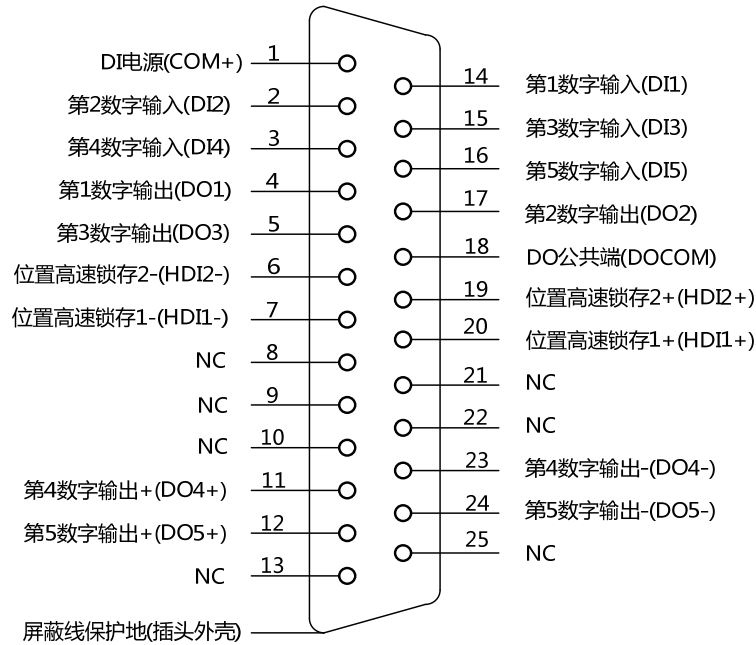 DI电源(COM+) 1
第2数字输入(DI2) 2
第4数字输入(DI4) 3
第1数字输出(DO1) 4
第3数字输出(DO3) 5
位置高速锁存2-(HDI2-) 6
位置高速锁存1-(HDI1-) 7
NC 8
NC 9
NC 10
第4数字输出+(DO4+) 11
第5数字输出+(DO5+) 12
NC 13
屏蔽线保护地(插头外壳)
14 第1数字输入(DI1)
15 第3数字输入(DI3)
16 第5数字输入(DI5)
17 第2数字输出(DO2)
18 DO公共端(DOCOM)
19 位置高速锁存2+(HDI2+)
20 位置高速锁存1+(HDI1+)
21 NC
22 NC
23 第4数字输出-(DO4-)
24 第5数字输出-(DO5-)
25 NC